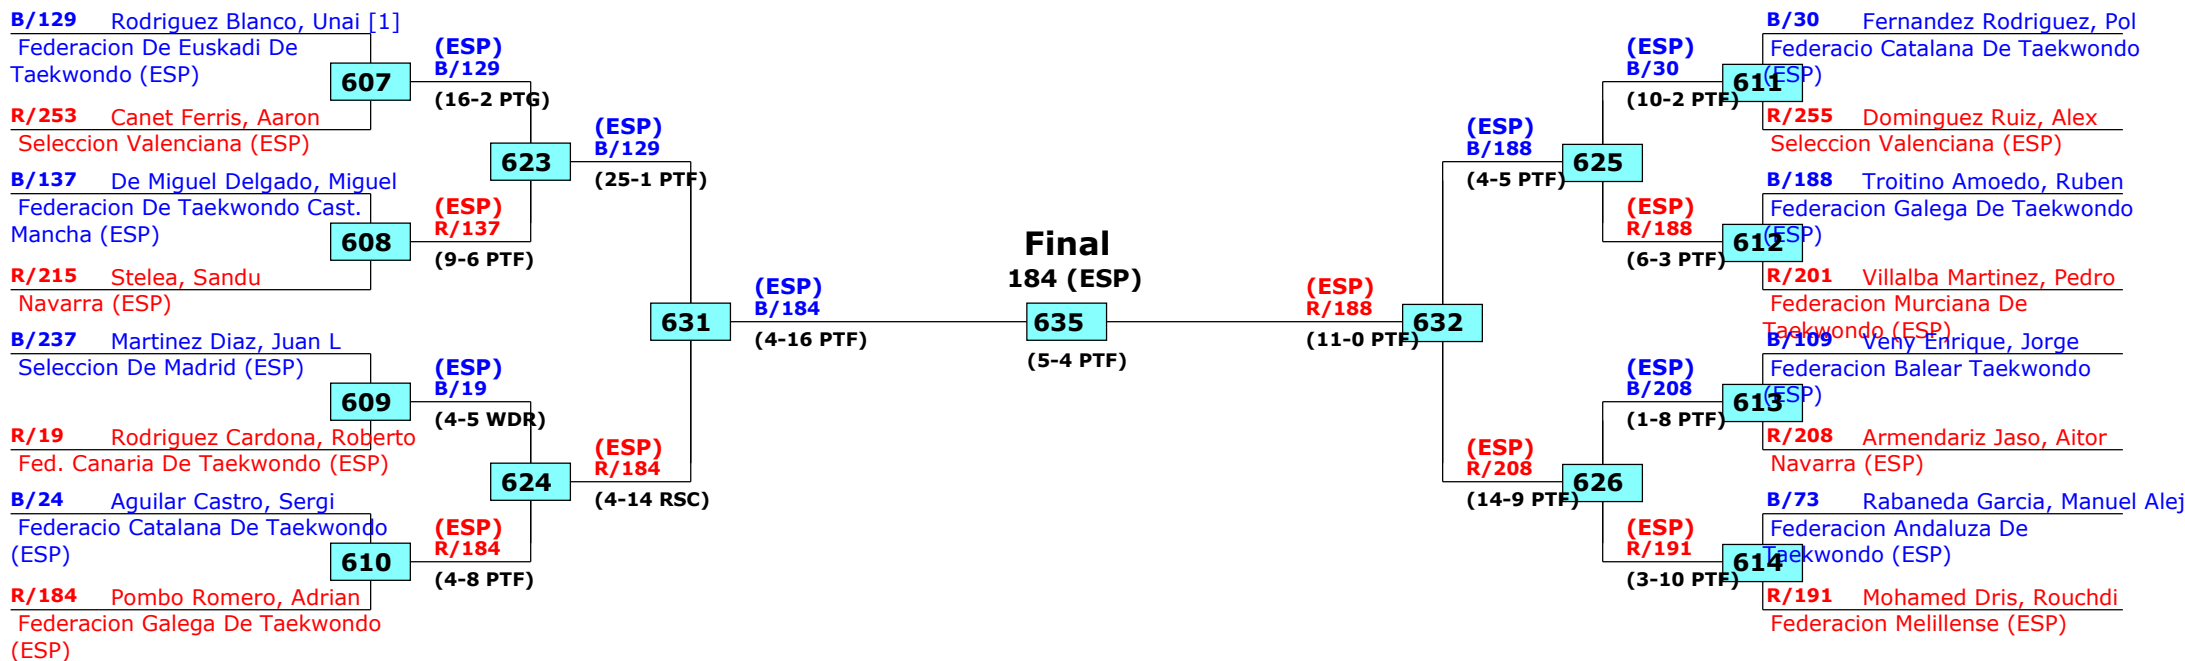 B/129 Rodriguez Blanco, Unai [1]
Federacion De Euskadi De
Taekwondo (ESP)
607
R/253 Canet Ferris, Aaron
Seleccion Valenciana (ESP)
B/137 De Miguel Delgado, Miguel
Federacion De Taekwondo Cast.
Mancha (ESP)
608
R/215 Stelea, Sandu
Navarra (ESP)
B/237 Martinez Diaz, Juan L
Seleccion De Madrid (ESP)
609
R/19 Rodriguez Cardona, Roberto
Fed. Canaria De Taekwondo (ESP)
B/24 Aguilar Castro, Sergi
Federacio Catalana De Taekwondo
(ESP)
610
R/184 Pombo Romero, Adrian
Federacion Galega De Taekwondo
(ESP)
(ESP)
B/129
(16-2 PTG)
623
(ESP)
R/137
(9-6 PTF)
(ESP)
B/19
(4-5 WDR)
624
(ESP)
R/184
(4-8 PTF)
(ESP)
B/129
(25-1 PTF)
631
(ESP)
R/184
(4-14 RSC)
(ESP)
B/184
(4-16 PTF)
Final
184 (ESP)
635
(5-4 PTF)
(ESP)
R/188
(11-0 PTF)
632
(ESP)
B/188
(4-5 PTF)
625
(ESP)
R/208
(14-9 PTF)
626
(ESP)
B/30
(10-2 PTF)
611
(ESP)
R/188
(6-3 PTF)
612
(ESP)
B/208
(1-8 PTF)
613
(ESP)
R/191
(3-10 PTF)
614
B/30 Fernandez Rodriguez, Pol
Federacio Catalana De Taekwondo
(ESP)
R/255 Dominguez Ruiz, Alex
Seleccion Valenciana (ESP)
B/188 Troitino Amoedo, Ruben
Federacion Galega De Taekwondo
(ESP)
R/201 Villalba Martinez, Pedro
Federacion Murciana De
Taekwondo (ESP)
B/109 Veny Enrique, Jorge
Federacion Balear Taekwondo
(ESP)
R/208 Armendariz Jaso, Aitor
Navarra (ESP)
B/73 Rabaneda Garcia, Manuel Alej
Federacion Andaluza De
Taekwondo (ESP)
R/191 Mohamed Dris, Rouchdi
Federacion Melillense (ESP)